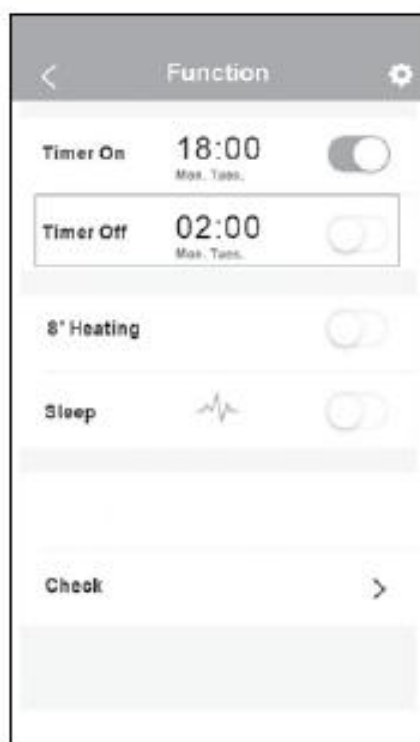 Function
Timer On 18:00
Mon. Tues.
Timer Off 02:00
Mon. Tues.
8° Heating
Sleep
Check